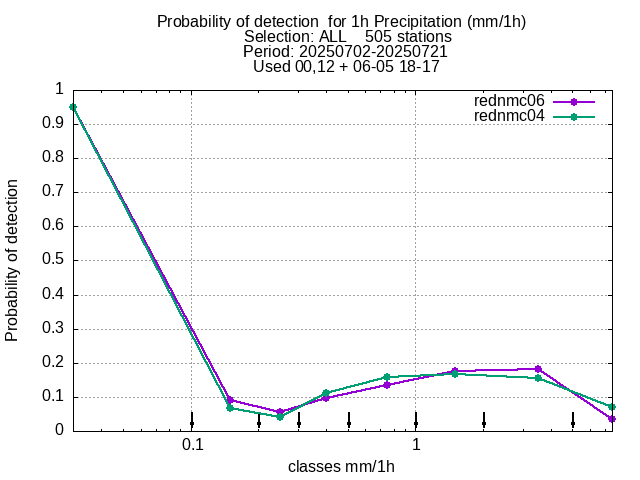 Probability of detection  for 1h Precipitation (mm/1h)
Selection: ALL    505 stations
Period: 20250702-20250721
Used 00,12 + 06-05 18-17
rednmc06
rednmc04
1
0.9
0.8
0.7
0.6
0.5
0.4
0.3
0.2
0.1
0
Probability of detection
0.1
1
classes mm/1h